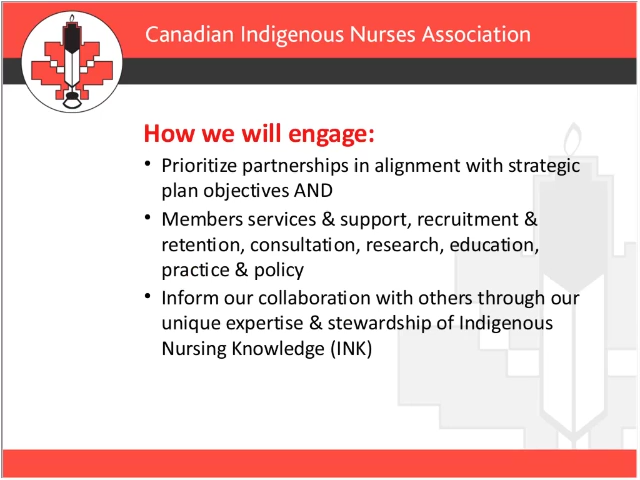 Canadian Indigenous Nurses Association
How we will engage:
• Prioritize partnerships in alignment with strategic
plan objectives AND
• Members services & support, recruitment &
retention, consultation, research, education,
practice & policy
• Inform our collaboration with others through our
unique expertise & stewardship of Indigenous
Nursing Knowledge (INK)